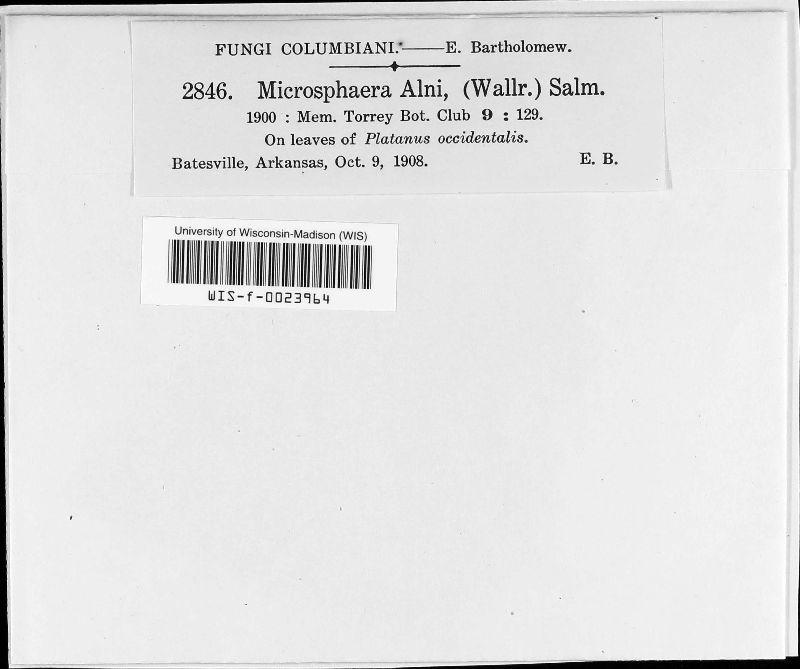 FUNGI COLUMBIANI.—E. Bartholomew.
2846. Microsphaera Alni, (Wallr.) Salm.
1900 : Mem. Torrey Bot. Club 9 : 129.
On leaves of Platanus occidentalis.
Batesville, Arkansas, Oct. 9, 1908. E. B.
University of Wisconsin-Madison (WIS)
WIS-f-0023964